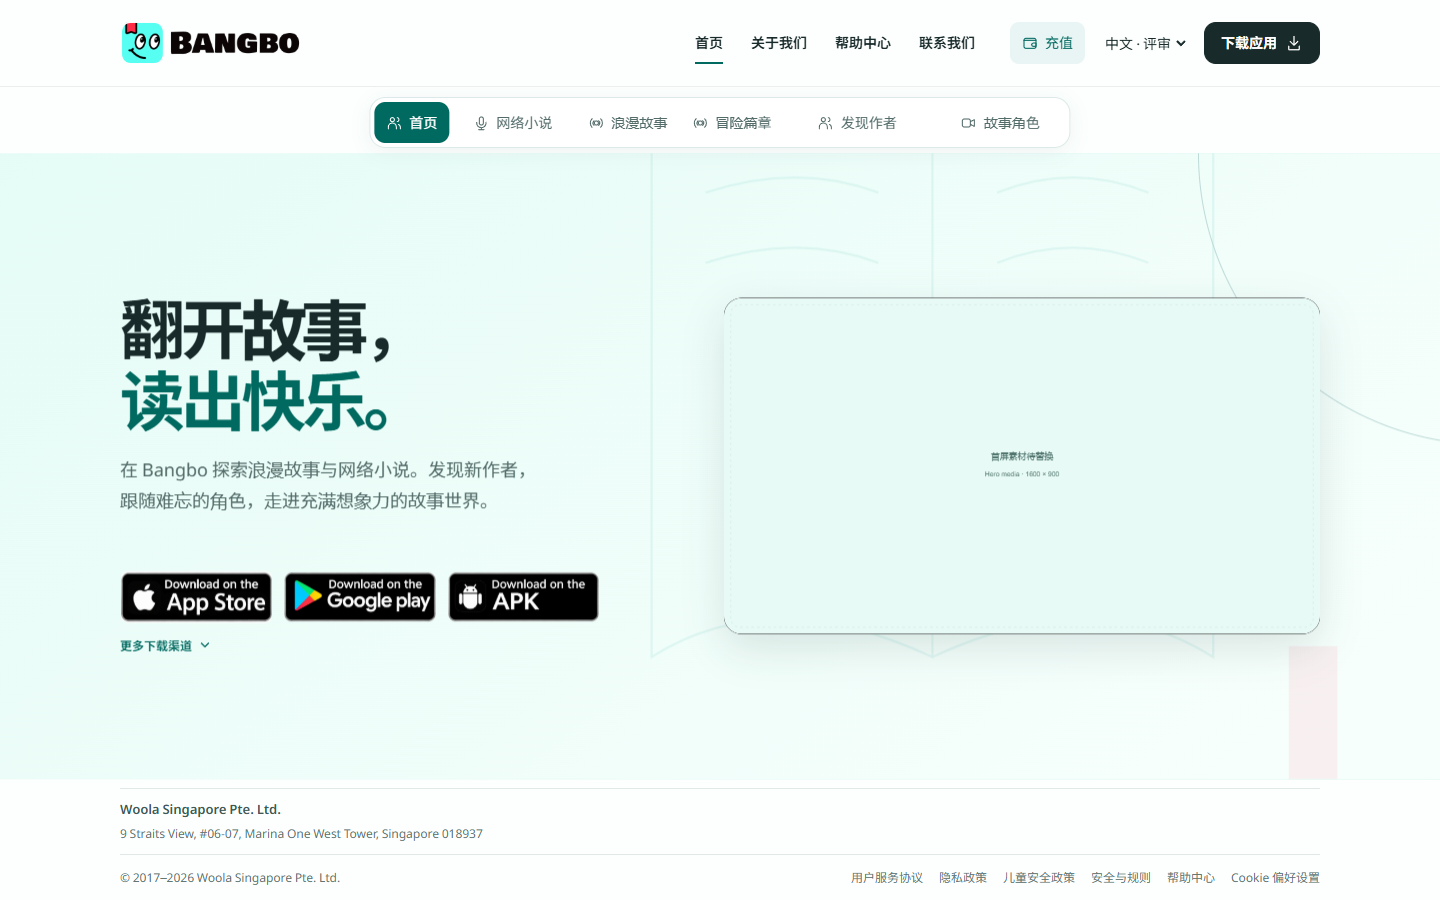 BANGBO
首页
关于我们
帮助中心
联系我们
充值
中文 · 评审
下载应用
首页
网络小说
浪漫故事
冒险篇章
发现作者
故事角色
翻开故事，
读出快乐。
在 Bangbo 探索浪漫故事与网络小说。发现新作者，
跟随难忘的角色，走进充满想象力的故事世界。
首屏素材待替换
Hero media · 1600 × 900
Download on the
App Store
Download on the
Google play
Download on the
APK
更多下载渠道
Woola Singapore Pte. Ltd.
9 Straits View, #06-07, Marina One West Tower, Singapore 018937
© 2017–2026 Woola Singapore Pte. Ltd.
用户服务协议
隐私政策
儿童安全政策
安全与规则
帮助中心
Cookie 偏好设置